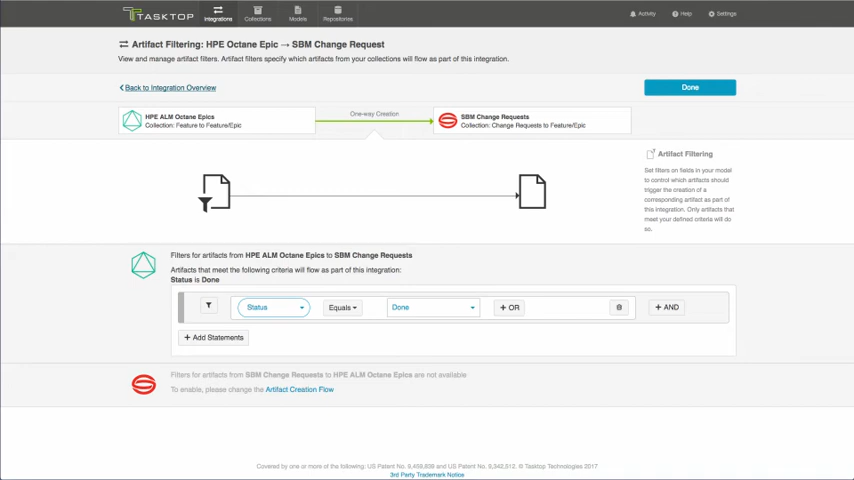 TASKTOP
Integrations
Collections
Models
Repositories
Activity
Help
Settings
Artifact Filtering: HPE Octane Epic → SBM Change Request
View and manage artifact filters. Artifact filters specify which artifacts from your collections will flow as part of this integration.
Back to Integration Overview
Done
HPE ALM Octane Epics
Collection: Feature to Feature/Epic
One-way Creation
SBM Change Requests
Collection: Change Requests to Feature/Epic
Artifact Filtering
Set filters on fields in your model
to control which artifacts should
trigger the creation of a
corresponding artifact as part of
this integration. Only artifacts that
meet your defined criteria will do
so.
Filters for artifacts from HPE ALM Octane Epics to SBM Change Requests
Artifacts that meet the following criteria will flow as part of this integration:
Status is Done
Status
Equals
Done
+ OR
+ AND
+ Add Statements
Filters for artifacts from SBM Change Requests to HPE ALM Octane Epics are not available
To enable, please change the Artifact Creation Flow
Covered by one or more of the following: US Patent No. 9,459,839 and US Patent No. 9,342,512. © Tasktop Technologies 2017
3rd Party Trademark Notice